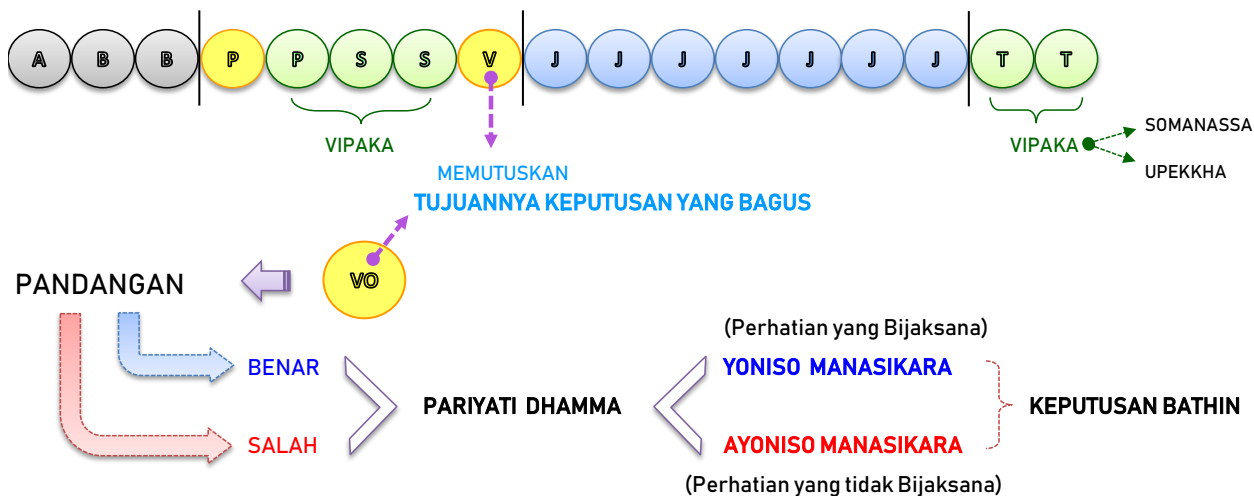 A B B P P S S V J J J J J J J T T
VIPAKA
VIPAKA
SOMANASSA
UPEKKHA
MEMUTUSKAN
TUJUANNYA KEPUTUSAN YANG BAGUS
VO
PANDANGAN
BENAR
SALAH
PARIYATI DHAMMA
(Perhatian yang Bijaksana)
YONISO MANASIKARA
AYONISO MANASIKARA
(Perhatian yang tidak Bijaksana)
KEPUTUSAN BATHIN